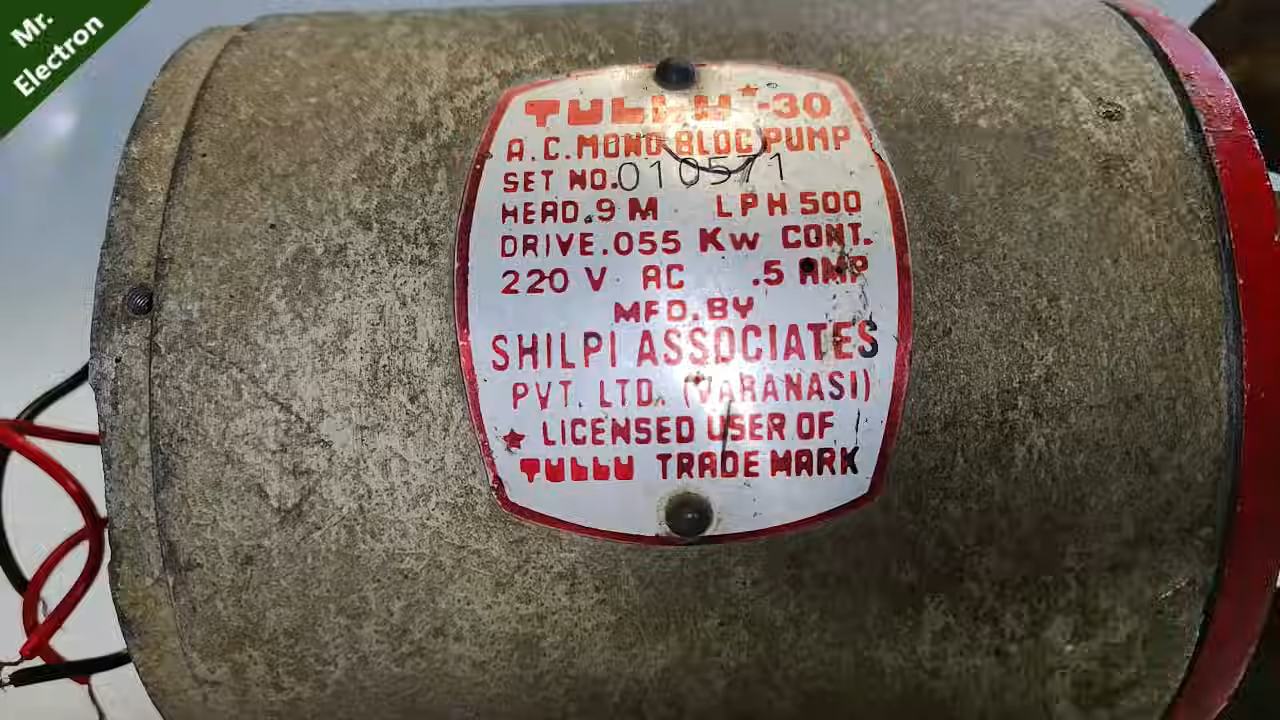 Mr.
Electron
TULLU★-30
A.C. MONO BLOC PUMP
SET NO. 010571
HEAD. 9 M LPH 500
DRIVE .055 Kw CONT.
220 V AC .5 AMP
MFD. BY
SHILPI ASSOCIATES
PVT. LTD. (VARANASI)
★ LICENSED USER OF
TULLU TRADE MARK